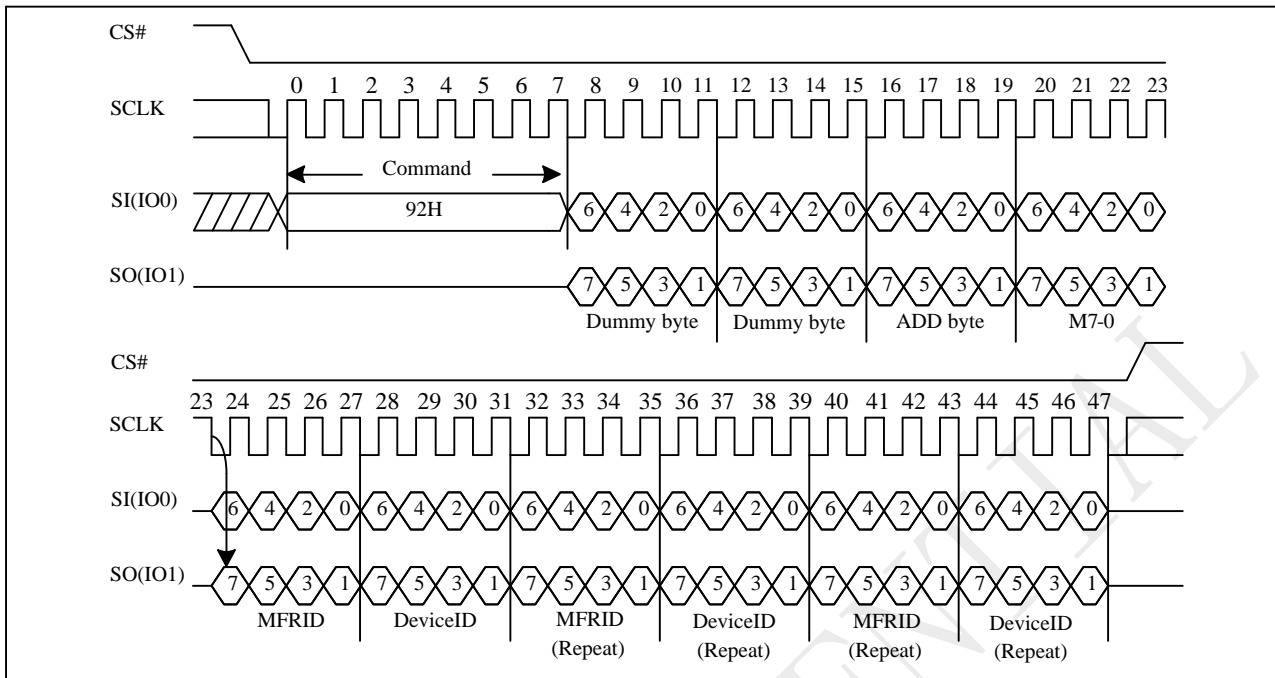 CS#
0 1 2 3 4 5 6 7 8 9 10 11 12 13 14 15 16 17 18 19 20 21 22 23
SCLK
Command
SI(IO0) 92H 6 4 2 0 6 4 2 0 6 4 2 0 6 4 2 0
SO(IO1) 7 5 3 1 7 5 3 1 7 5 3 1 7 5 3 1
Dummy byte Dummy byte ADD byte M7-0
CS#
23 24 25 26 27 28 29 30 31 32 33 34 35 36 37 38 39 40 41 42 43 44 45 46 47
SCLK
SI(IO0) 6 4 2 0 6 4 2 0 6 4 2 0 6 4 2 0 6 4 2 0 6 4 2 0
SO(IO1) 7 5 3 1 7 5 3 1 7 5 3 1 7 5 3 1 7 5 3 1 7 5 3 1
MFRID DeviceID MFRID DeviceID MFRID DeviceID
(Repeat) (Repeat) (Repeat) (Repeat)
ENTIAL